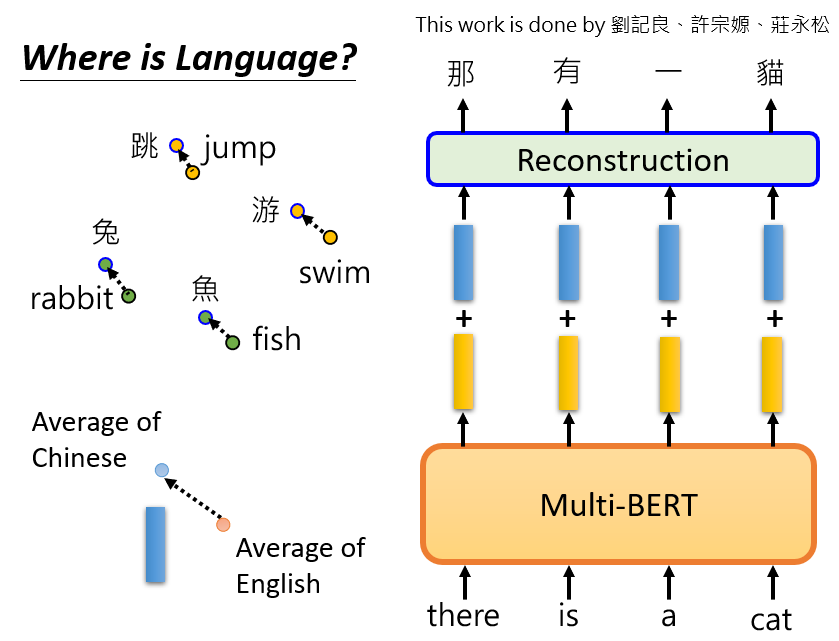 This work is done by 劉記良、許宗嫄、莊永松
Where is Language?
跳 jump
游
swim
兔
rabbit
魚
fish
Average of
Chinese
Average of
English
那 有 一 貓
Reconstruction
+ + + +
Multi-BERT
there is a cat